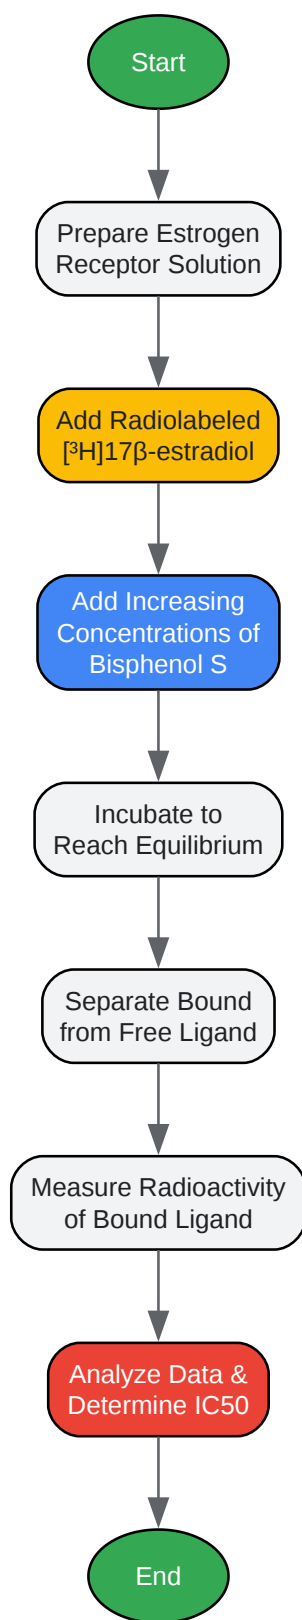 Start
Prepare Estrogen
Receptor Solution
Add Radiolabeled
[³H]17β-estradiol
Add Increasing
Concentrations of
Bisphenol S
Incubate to
Reach Equilibrium
Separate Bound
from Free Ligand
Measure Radioactivity
of Bound Ligand
Analyze Data &
Determine IC50
End